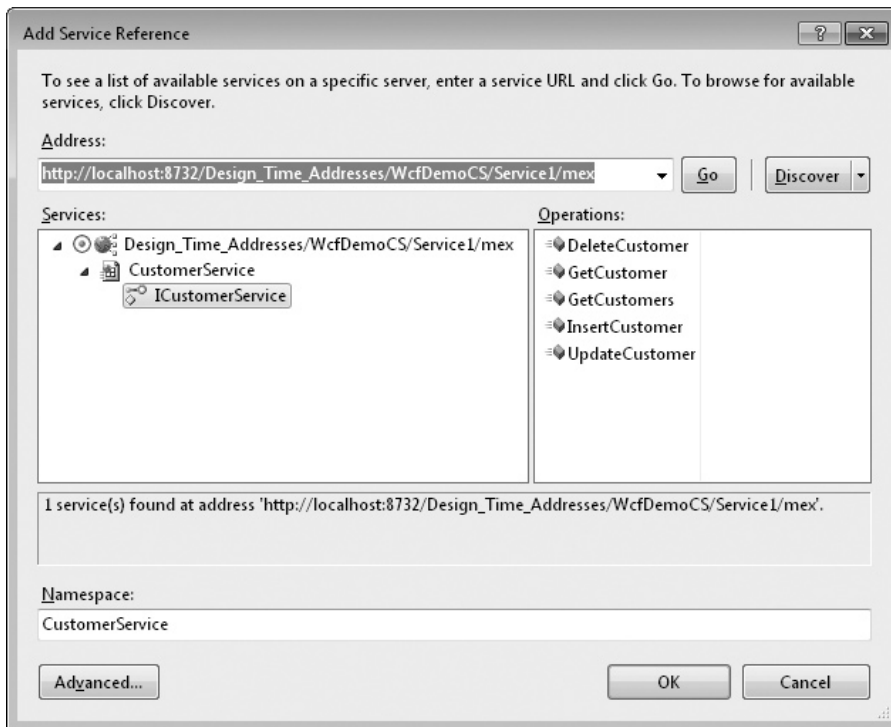 Add Service Reference
To see a list of available services on a specific server, enter a service URL and click Go. To browse for available
services, click Discover.
Address:
http://localhost:8732/Design_Time_Addresses/WcfDemoCS/Service1/mex
Go
Discover
Services:
Operations:
Design_Time_Addresses/WcfDemoCS/Service1/mex
CustomerService
ICustomerService
DeleteCustomer
GetCustomer
GetCustomers
InsertCustomer
UpdateCustomer
1 service(s) found at address 'http://localhost:8732/Design_Time_Addresses/WcfDemoCS/Service1/mex'.
Namespace:
CustomerService
Advanced...
OK
Cancel